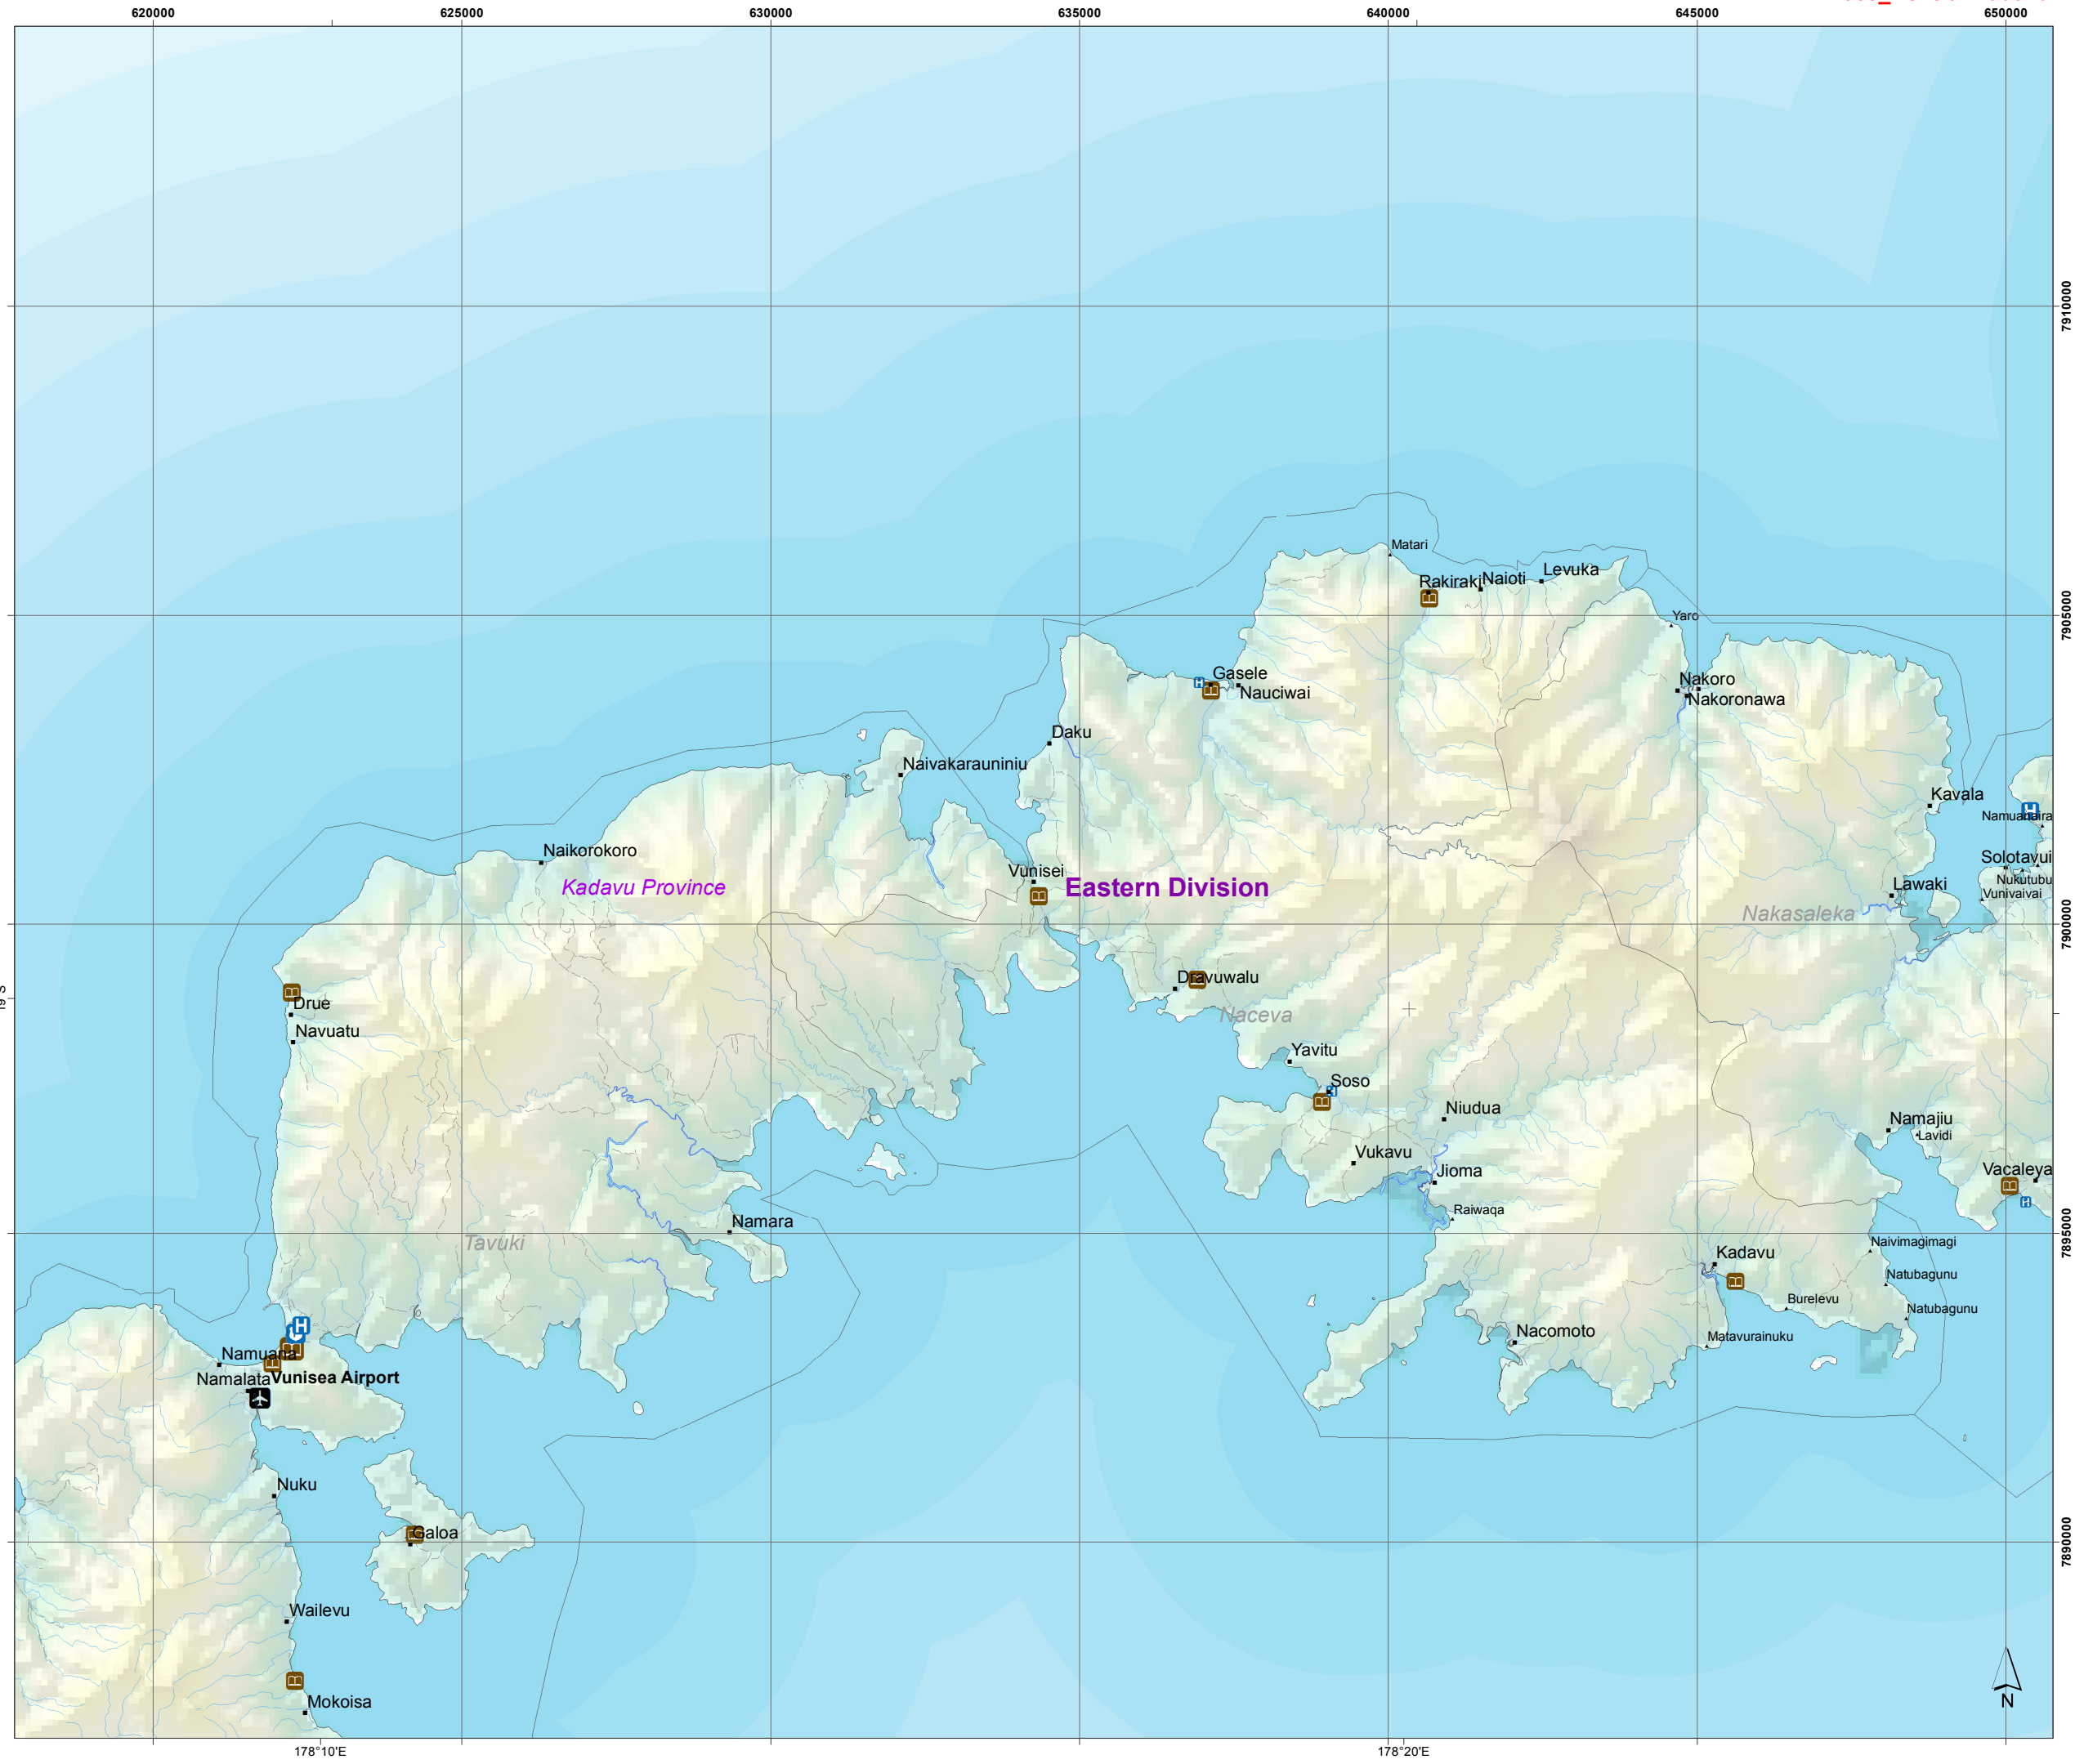 620000 625000 630000 635000 640000 645000 650000
7910000
Matari
Levuka
Rakiraki
Naioti
7905000
Yaro
Gasele
Nauciwai
Nakoro
Nakoronawa
Daku
Naivakarauniniu
Kavala
H
Namuanaira
Naikorokoro
Solotavui
Vunisei
Nukutubu
Kadavu Province
Eastern Division
Lawaki
Vunivaivai
Nakasaleka
7900000
Dravuwalu
Drue
Naceva
Navuatu
Yavitu
Soso
Niudua
Namajiu
Lavidi
Vukavu
Jioma
Vacaleya
H
Raiwaqa
Namara
7895000
Tavuki
Naivimagimagi
Kadavu
Natubagunu
Burelevu
Natubagunu
H
Nacomoto
Matavurainuku
Namuana
Namalata
Vunisea Airport
Nuku
Galoa
7890000
Wailevu
Mokoisa
N
178°10'E 178°20'E